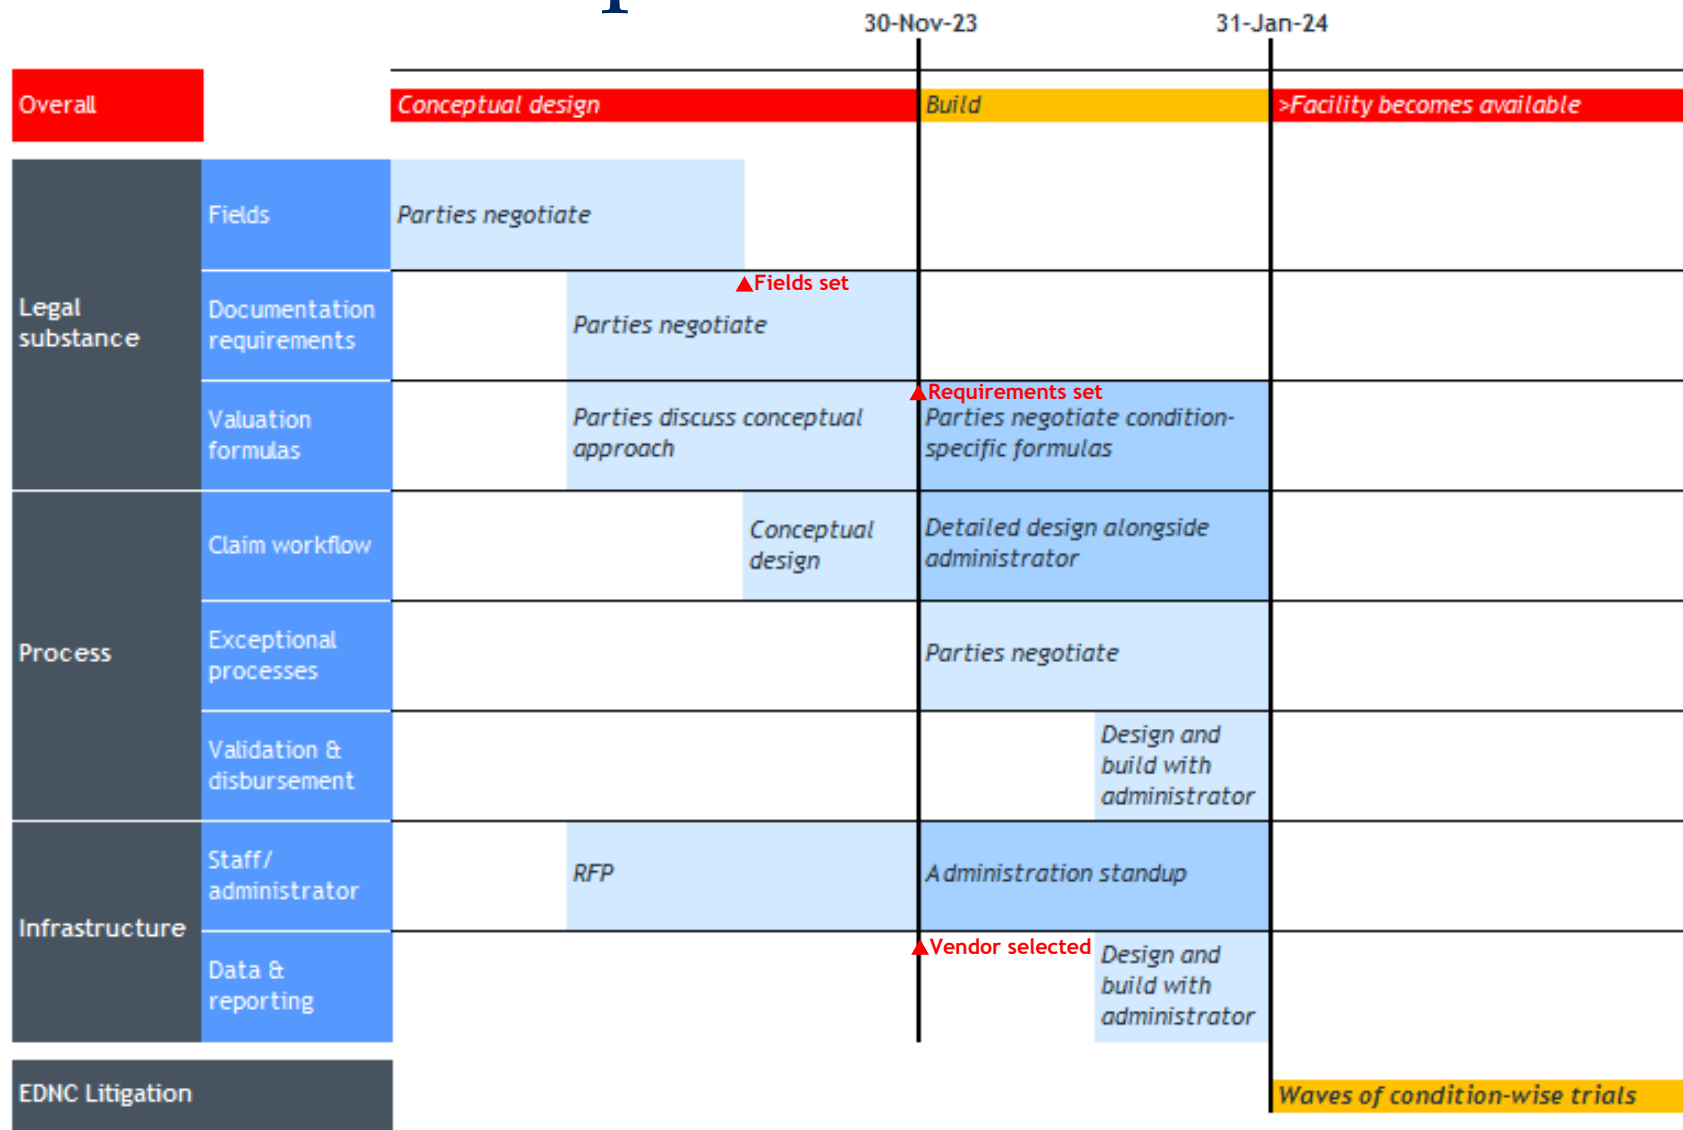 30-Nov-23
31-Jan-24
Overall
Conceptual design
Build
>Facility becomes available
Legal
substance
Fields
Parties negotiate
▲Fields set
Documentation
requirements
Parties negotiate
▲Requirements set
Valuation
formulas
Parties discuss conceptual
approach
Parties negotiate condition-
specific formulas
Process
Claim workflow
Conceptual
design
Detailed design alongside
administrator
Exceptional
processes
Parties negotiate
Validation &
disbursement
Design and
build with
administrator
Infrastructure
Staff/
administrator
RFP
Administration standup
▲Vendor selected
Data &
reporting
Design and
build with
administrator
EDNC Litigation
Waves of condition-wise trials